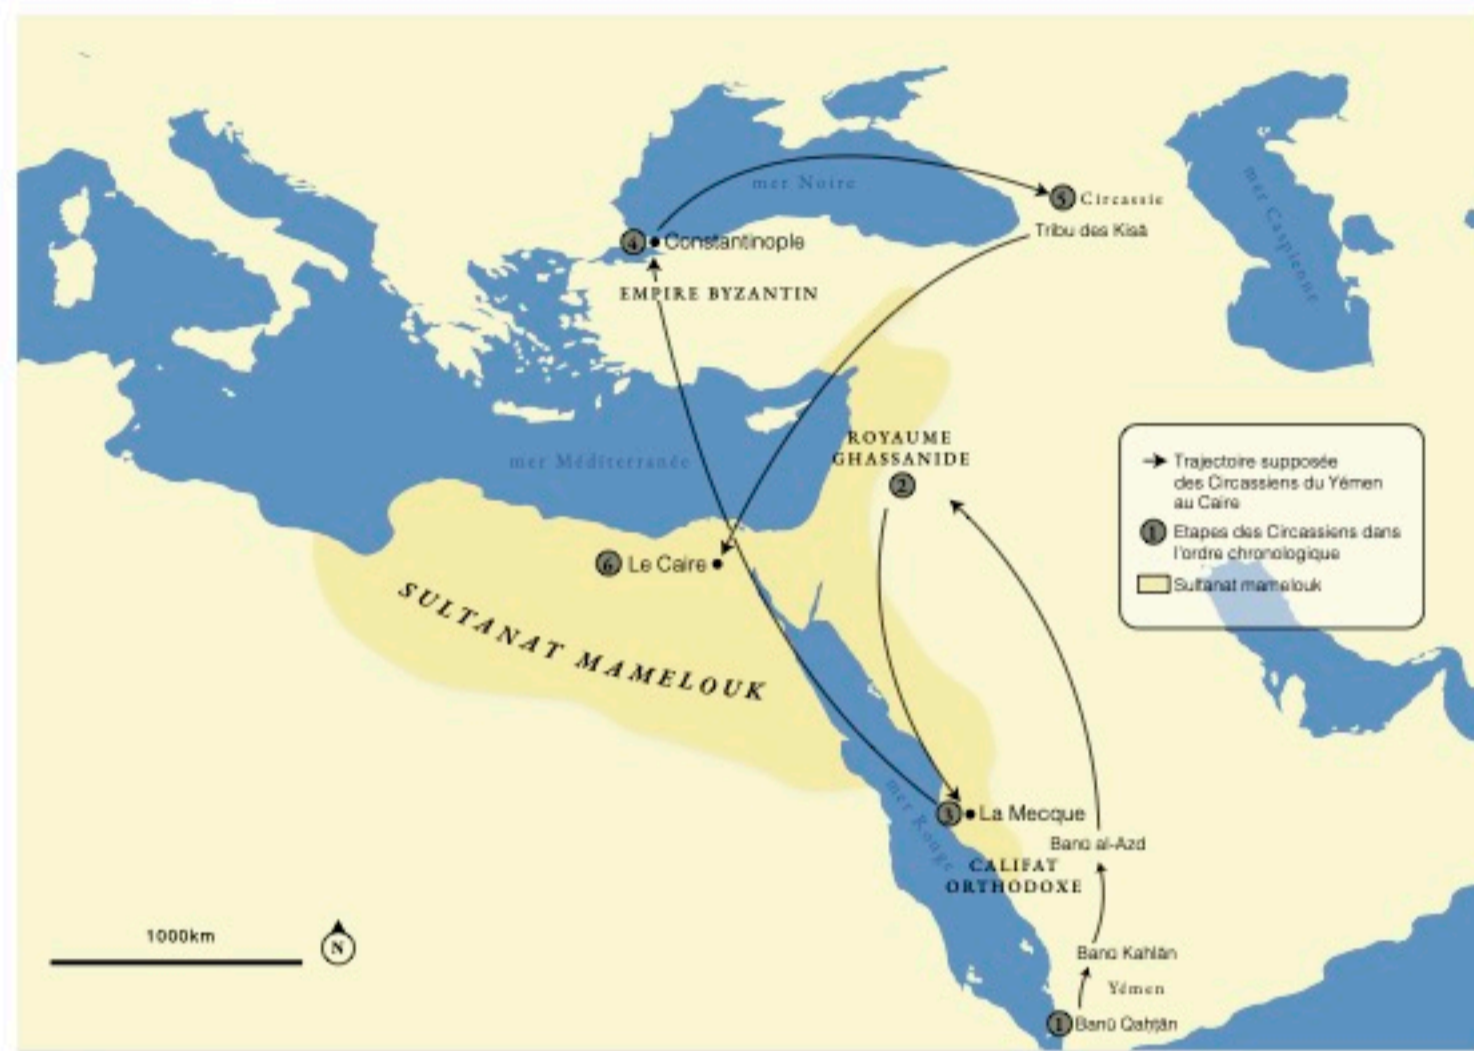 mer Noire
5 Circassie
Tribu des Kisā
mer Caspienne
4 Constantinople
EMPIRE BYZANTIN
mer Méditerranée
ROYAUME
GHASSANIDE
2
Trajectoire supposée
des Circassiens du Yémen
au Caire
1 Etapes des Circassiens dans
l'ordre chronologique
Sultanat mamelouk
6 Le Caire
SULTANAT MAMELOUK
mer Rouge
3 La Mecque
Banū al-Azd
CALIFAT
ORTHODOXE
1000km
N
Banū Kahlān
Yémen
1 Banū Qaḥṭān